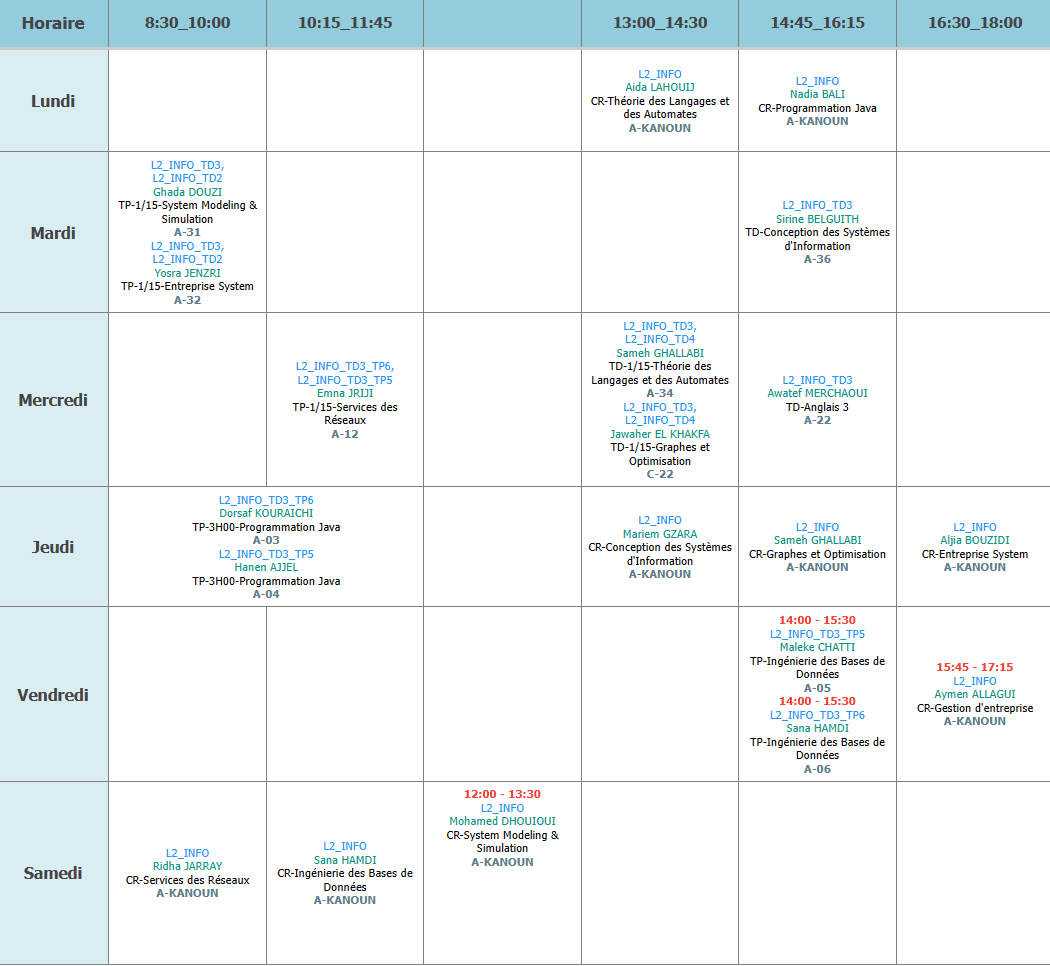 Horaire 8:30_10:00 10:15_11:45 13:00_14:30 14:45_16:15 16:30_18:00
Lundi
L2_INFO
Aida LAHOUIJ
CR-Théorie des Langages et
des Automates
A-KANOUN
L2_INFO
Nadia BALI
CR-Programmation Java
A-KANOUN
Mardi
L2_INFO_TD3,
L2_INFO_TD2
Ghada DOUZI
TP-1/15-System Modeling &
Simulation
A-31
L2_INFO_TD3,
L2_INFO_TD2
Yosra JENZRI
TP-1/15-Entreprise System
A-32
L2_INFO_TD3
Sirine BELGUITH
TD-Conception des Systèmes
d'Information
A-36
Mercredi
L2_INFO_TD3_TP6,
L2_INFO_TD3_TP5
Emna JRIJI
TP-1/15-Services des
Réseaux
A-12
L2_INFO_TD3,
L2_INFO_TD4
Sameh GHALLABI
TD-1/15-Théorie des
Langages et des Automates
A-34
L2_INFO_TD3,
L2_INFO_TD4
Jawaher EL KHAKFA
TD-1/15-Graphes et
Optimisation
C-22
L2_INFO_TD3
Awatef MERCHAOUI
TD-Anglais 3
A-22
Jeudi
L2_INFO_TD3_TP6
Dorsaf KOURAICHI
TP-3H00-Programmation Java
A-03
L2_INFO_TD3_TP5
Hanen AJJEL
TP-3H00-Programmation Java
A-04
L2_INFO
Mariem GZARA
CR-Conception des Systèmes
d'Information
A-KANOUN
L2_INFO
Sameh GHALLABI
CR-Graphes et Optimisation
A-KANOUN
L2_INFO
Aljia BOUZIDI
CR-Entreprise System
A-KANOUN
Vendredi
14:00 - 15:30
L2_INFO_TD3_TP5
Maleke CHATTI
TP-Ingénierie des Bases de
Données
A-05
14:00 - 15:30
L2_INFO_TD3_TP6
Sana HAMDI
TP-Ingénierie des Bases de
Données
A-06
15:45 - 17:15
L2_INFO
Aymen ALLAGUI
CR-Gestion d'entreprise
A-KANOUN
Samedi
L2_INFO
Ridha JARRAY
CR-Services des Réseaux
A-KANOUN
L2_INFO
Sana HAMDI
CR-Ingénierie des Bases de
Données
A-KANOUN
12:00 - 13:30
L2_INFO
Mohamed DHOUIOUI
CR-System Modeling &
Simulation
A-KANOUN